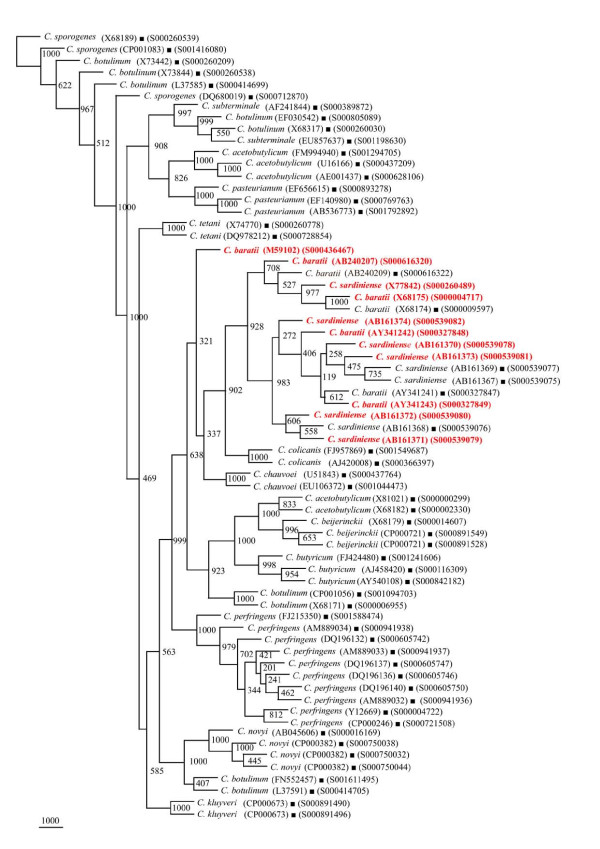 C. sporogenes (X68189) ■ (S000260539)
C. sporogenes (CP001083) ■ (S001416080)
1000
C. botulinum (X73442) ■ (S000260209)
C. botulinum (X73844) ■ (S000260538)
622
C. botulinum (L37585) ■ (S000414699)
C. sporogenes (DQ680019) ■ (S000712870)
967
C. subterminale (AF241844) ■ (S000389872)
997
C. botulinum (EF030542) ■ (S000805089)
999
C. botulinum (X68317) ■ (S000260030)
550
C. subterminale (EU857637) ■ (S001198630)
512
908
C. acetobutylicum (FM994940) ■ (S001294705)
1000
C. acetobutylicum (U16166) ■ (S000437209)
1000
C. acetobutylicum (AE001437) ■ (S000628106)
826
C. pasteurianum (EF656615) ■ (S000893278)
1000
C. pasteurianum (EF140980) ■ (S000769763)
1000
C. pasteurianum (AB536773) ■ (S001792892)
C. tetani (X74770) ■ (S000260778)
1000
C. tetani (DQ978212) ■ (S000728854)
C. baratii (M59102) (S000436467)
C. baratii (AB240207) (S000616320)
708
C. baratii (AB240209) ■ (S000616322)
527
C. sardiniense (X77842) (S000260489)
977
C. baratii (X68175) (S000004717)
1000
C. baratii (X68174) ■ (S000009597)
1000
928
C. sardiniense (AB161374) (S000539082)
272
C. baratii (AY341242) (S000327848)
321
C. sardiniense (AB161370) (S000539078)
406
258
C. sardiniense (AB161373) (S000539081)
475
C. sardiniense (AB161369) ■ (S000539077)
735
C. sardiniense (AB161367) ■ (S000539075)
119
983
902
C. baratii (AY341241) ■ (S000327847)
612
C. baratii (AY341243) (S000327849)
C. sardiniense (AB161372) (S000539080)
606
C. sardiniense (AB161368) ■ (S000539076)
558
337
C. sardiniense (AB161371) (S000539079)
C. colicanis (FJ957869) ■ (S001549687)
1000
638
C. colicanis (AJ420008) ■ (S000366397)
C. chauvoei (U51843) ■ (S000437764)
1000
469
C. chauvoei (EU106372) ■ (S001044473)
C. acetobutylicum (X81021) ■ (S000000299)
833
C. acetobutylicum (X68182) ■ (S000002330)
1000
C. beijerinckii (X68179) ■ (S000014607)
996
C. beijerinckii (CP000721) ■ (S000891549)
653
C. beijerinckii (CP000721) ■ (S000891528)
999
1000
C. butyricum (FJ424480) ■ (S001241606)
998
C. butyricum (AJ458420) ■ (S000116309)
954
C. butyricum (AY540108) ■ (S000842182)
923
C. botulinum (CP001056) ■ (S001094703)
1000
C. botulinum (X68171) ■ (S000006955)
C. perfringens (FJ215350) ■ (S001588474)
1000
C. perfringens (AM889034) ■ (S000941938)
C. perfringens (DQ196132) ■ (S000605742)
979
563
C. perfringens (AM889033) ■ (S000941937)
702
421
C. perfringens (DQ196137) ■ (S000605747)
201
C. perfringens (DQ196136) ■ (S000605746)
241
C. perfringens (DQ196140) ■ (S000605750)
344
462
C. perfringens (AM889032) ■ (S000941936)
C. perfringens (Y12669) ■ (S000004722)
812
C. perfringens (CP000246) ■ (S000721508)
C. novyi (AB045606) ■ (S000016169)
1000
C. novyi (CP000382) ■ (S000750038)
1000
C. novyi (CP000382) ■ (S000750032)
445
1000
C. novyi (CP000382) ■ (S000750044)
585
C. botulinum (FN552457) ■ (S001611495)
407
C. botulinum (L37591) ■ (S000414705)
C. kluyveri (CP000673) ■ (S000891490)
1000
C. kluyveri (CP000673) ■ (S000891496)
1000